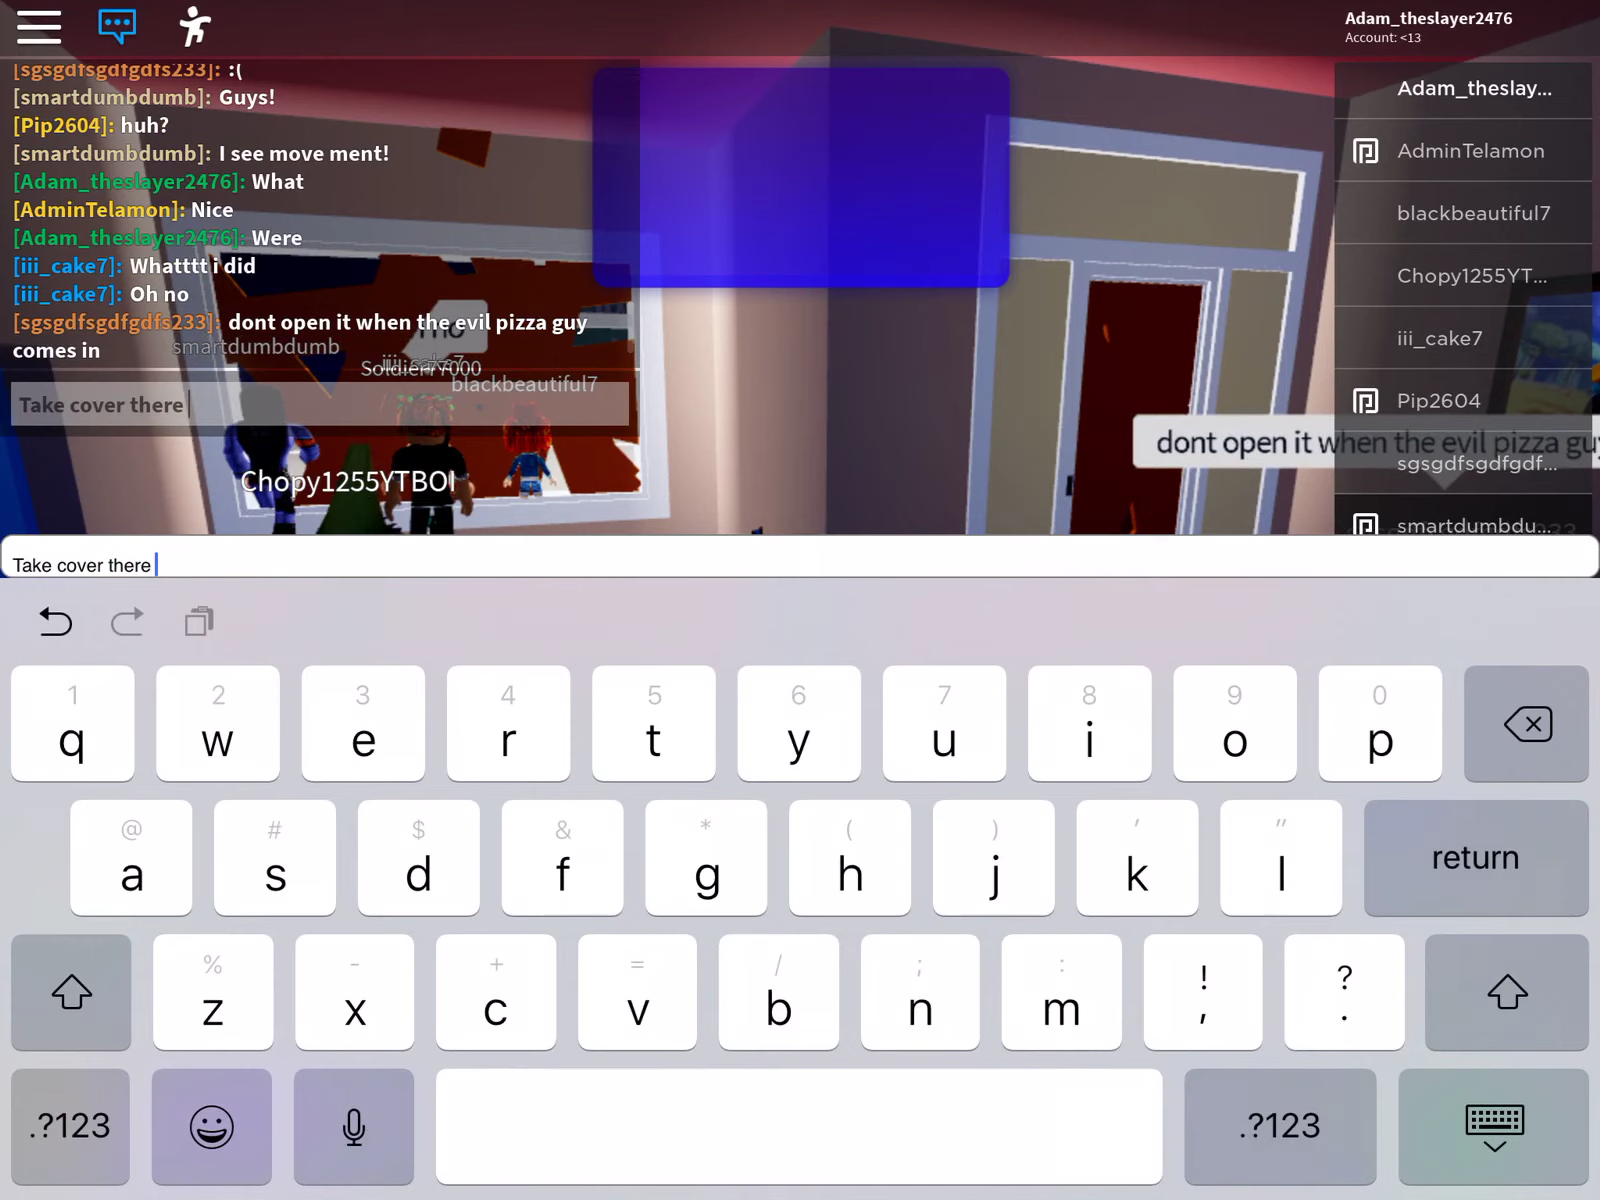 Adam_theslayer2476
Account: <13
[sgsgdfsgdfgdfs233]: :(
[smartdumbdumb]: Guys!
[Pip2604]: huh?
[smartdumbdumb]: I see move ment!
[Adam_theslayer2476]: What
[AdminTelamon]: Nice
[Adam_theslayer2476]: Were
[iii_cake7]: Whatttt i did
[iii_cake7]: Oh no
[sgsgdfsgdfgdfs233]: dont open it when the evil pizza guy
comes in
smartdumbdumb
iii_cake7
blackbeautiful7
Take cover there
Chopy1255YTBOI
Adam_theslay...
AdminTelamon
blackbeautiful7
Chopy1255YT...
iii_cake7
Pip2604
dont open it when the evil pizza guy
sgsgdfsgdfgdf...
smartdumbdu...
Take cover there
1 2 3 4 5 6 7 8 9 0
q w e r t y u i o p
@ # $ & * ( ) ' "
a s d f g h j k l return
% - + = / ; : ! ?
z x c v b n m , .
.?123 .?123